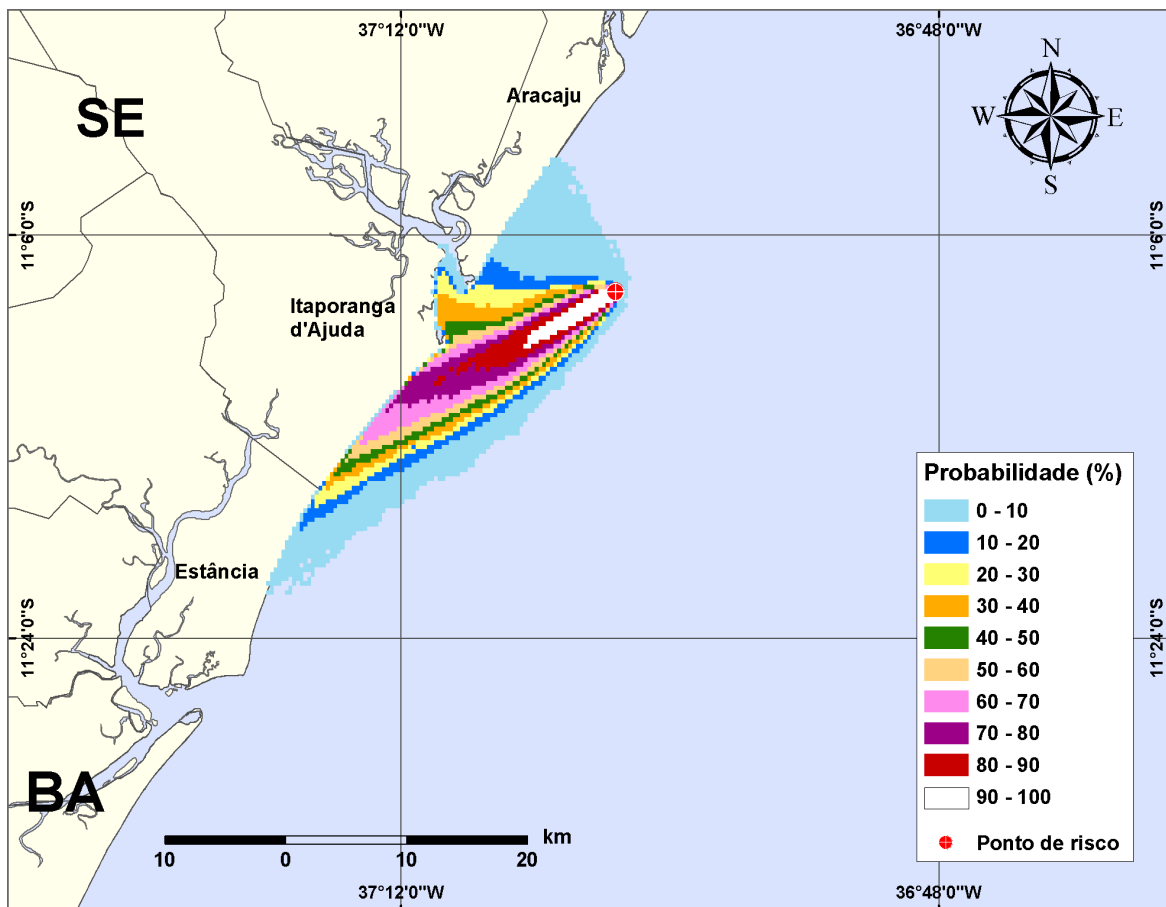 37°12'0"W
36°48'0"W
N
W
E
S
SE
Aracaju
11°6'0"S
11°6'0"S
Itaporanga
d'Ajuda
Probabilidade (%)
0 - 10
10 - 20
20 - 30
30 - 40
40 - 50
50 - 60
60 - 70
70 - 80
80 - 90
90 - 100
Ponto de risco
Estância
11°24'0"S
11°24'0"S
BA
km
10
0
10
20
37°12'0"W
36°48'0"W